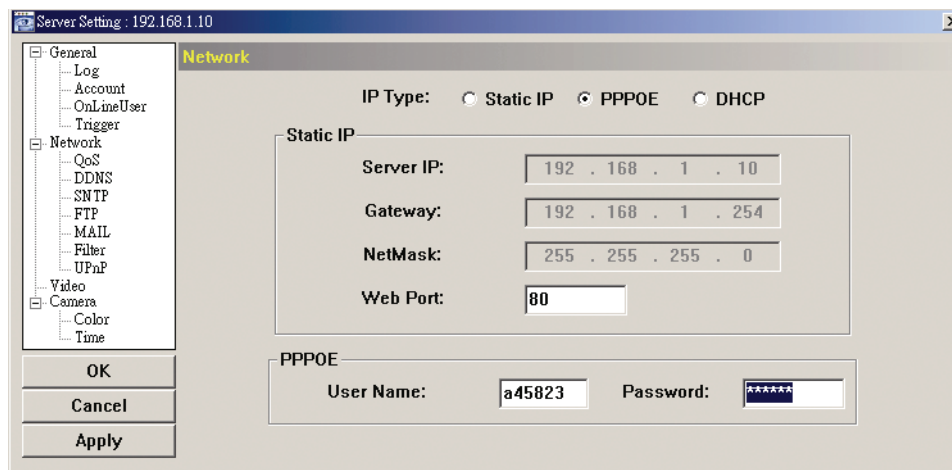 Server Setting : 192.168.1.10
General
Log
Account
OnLineUser
Trigger
Network
QoS
DDNS
SNTP
FTP
MAIL
Filter
UPnP
Video
Camera
Color
Time
OK
Cancel
Apply
Network
IP Type: Static IP PPPOE DHCP
Static IP
Server IP: 192 . 168 . 1 . 10
Gateway: 192 . 168 . 1 . 254
NetMask: 255 . 255 . 255 . 0
Web Port: 80
PPPOE
User Name: a45823 Password: ******